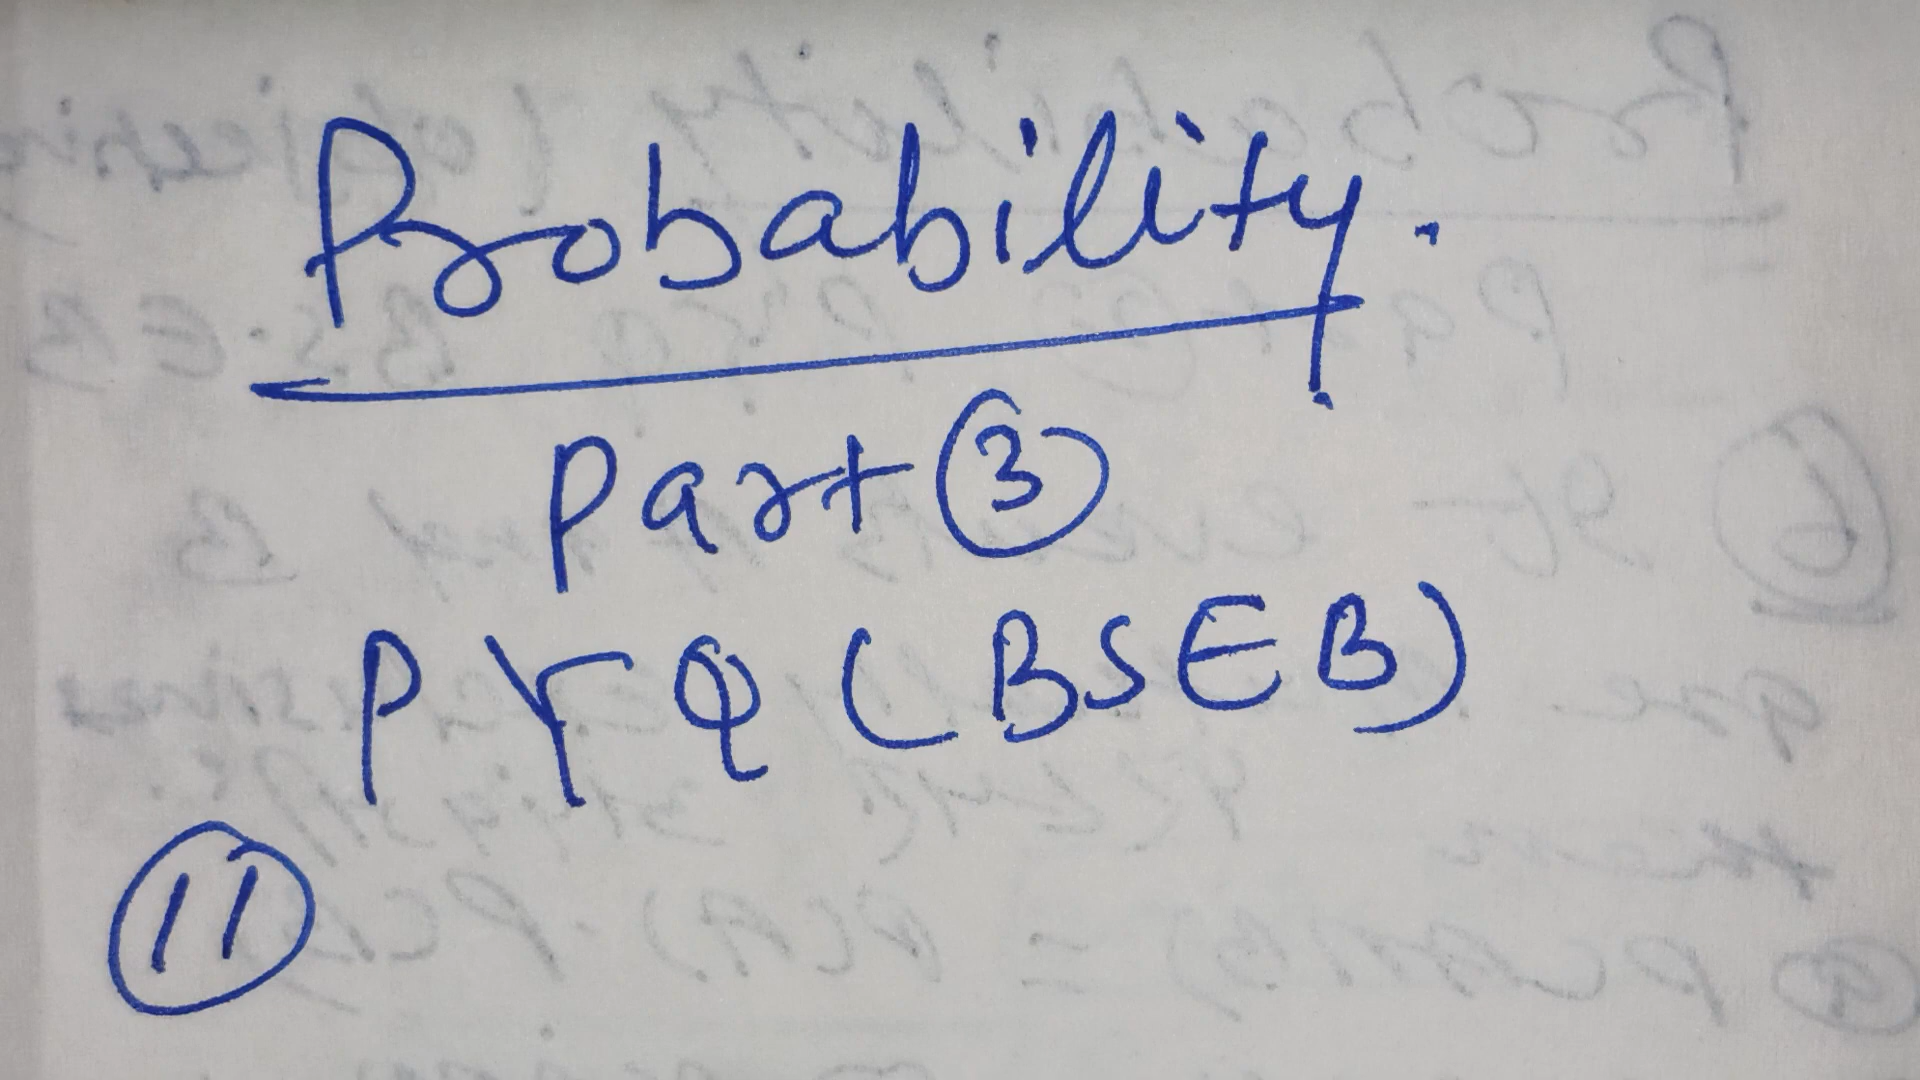 Probability.
Part ③
PYQ (BSEB)
⑪